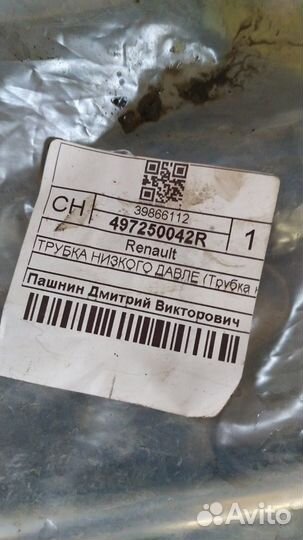 CH
39866112
497250042R
1
Renault
ТРУБКА НИЗКОГО ДАВЛЕ (Трубка
Пашнин Дмитрий Викторович
Avito